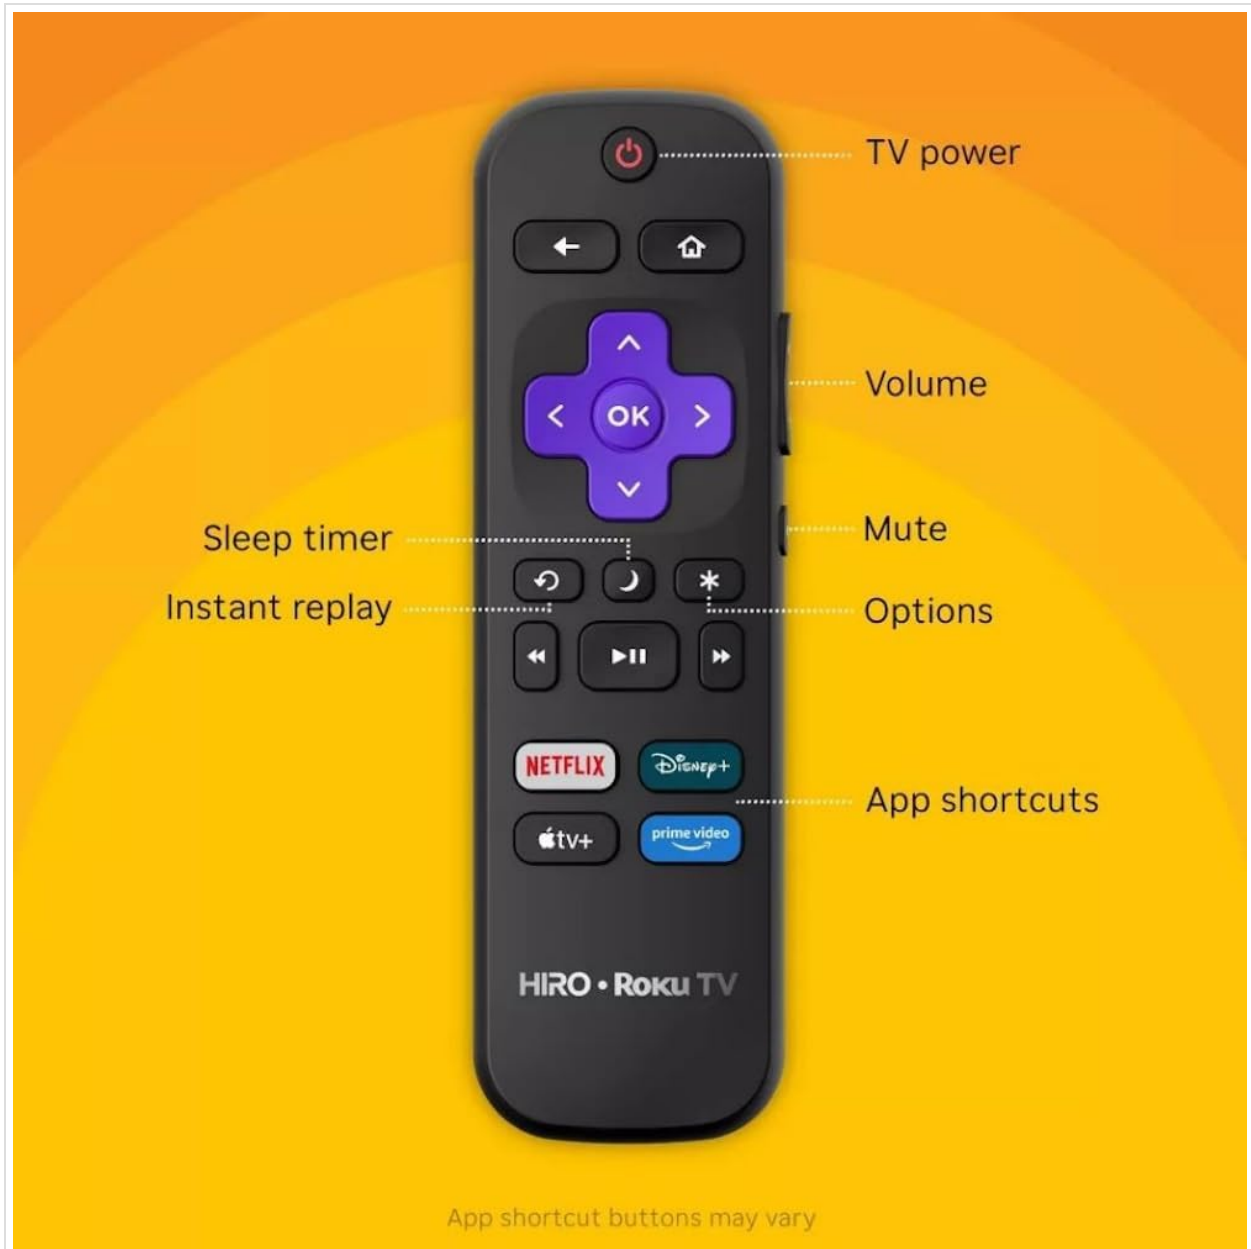 TV power
Volume
OK
Sleep timer
Mute
Instant replay
Options
NETFLIX
Disney+
App shortcuts
tv+
prime video
HIRO • Roku TV
App shortcut buttons may vary